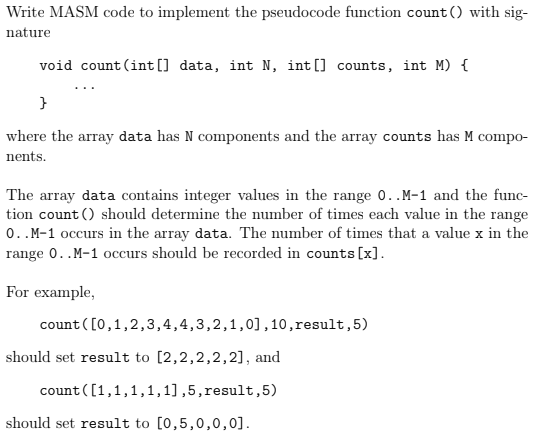 Write MASM code to implement the pseudocode function count() with sig-
nature
void count(int[] data, int N, int[] counts, int M) {
...
}
where the array data has N components and the array counts has M compo-
nents.
The array data contains integer values in the range 0..M-1 and the func-
tion count() should determine the number of times each value in the range
0..M-1 occurs in the array data. The number of times that a value x in the
range 0..M-1 occurs should be recorded in counts[x].
For example,
count([0,1,2,3,4,4,3,2,1,0],10,result,5)
should set result to [2,2,2,2,2], and
count([1,1,1,1,1],5,result,5)
should set result to [0,5,0,0,0].